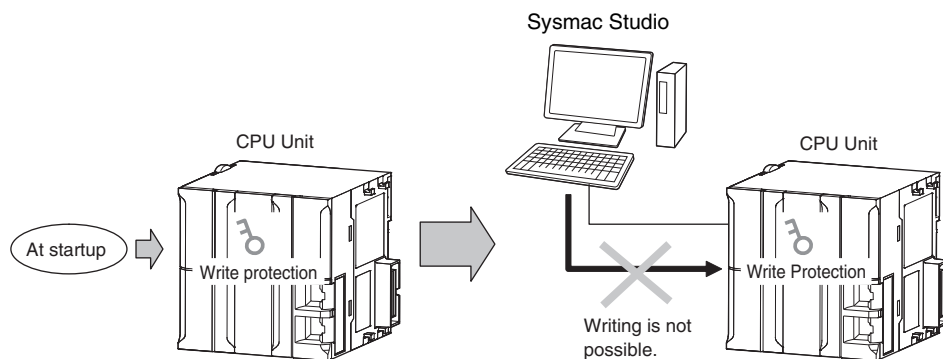 Sysmac Studio
CPU Unit
CPU Unit
At startup
Write protection
Write Protection
Writing is not
possible.